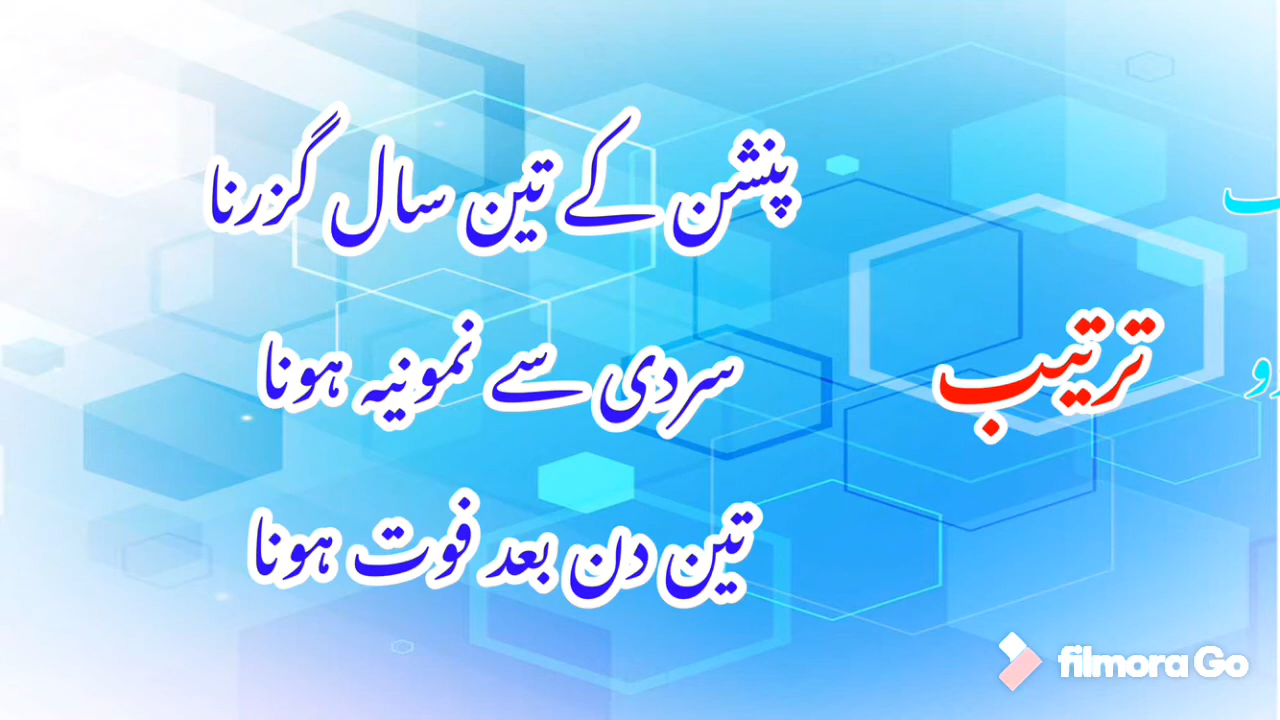 پنشن کے تین سال گزرنا
ترتیب
سردی سے نمونیہ ہونا
تین دن بعد فوت ہونا
filmora Go